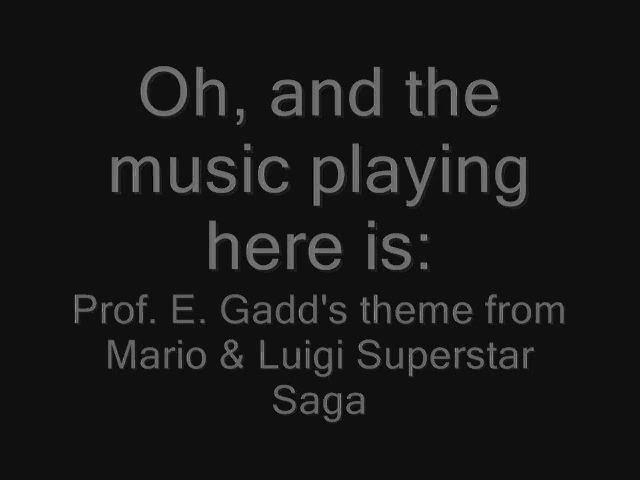 Oh, and the
music playing
here is:
Prof. E. Gadd's theme from
Mario & Luigi Superstar
Saga